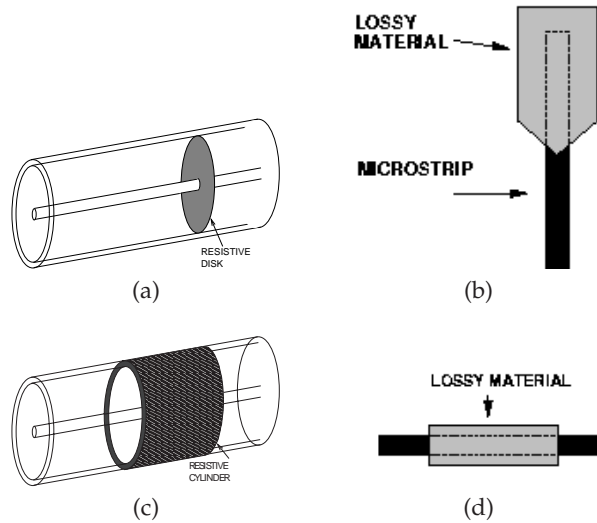 LOSSY
MATERIAL
MICROSTRIP
RESISTIVE
DISK
(a)
(b)
LOSSY MATERIAL
RESISTIVE
CYLINDER
(c)
(d)